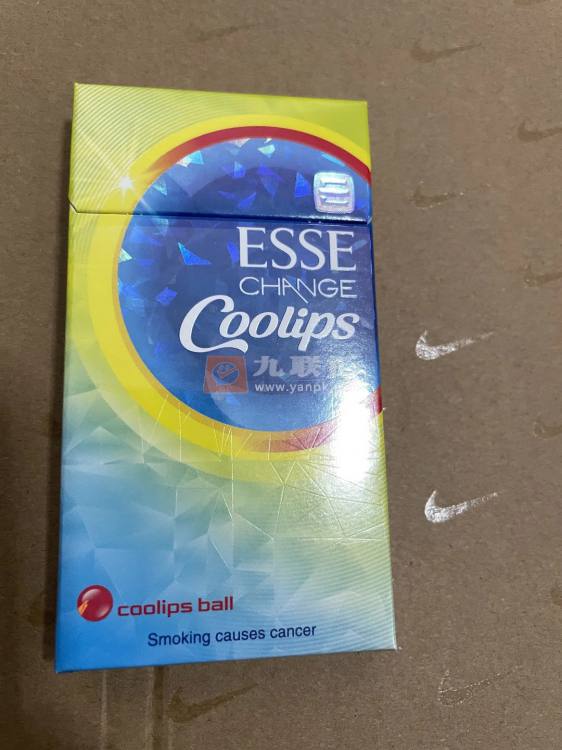 ESSE
CHANGE
Coolips
九联
www.yanpk
coolips ball
Smoking causes cancer